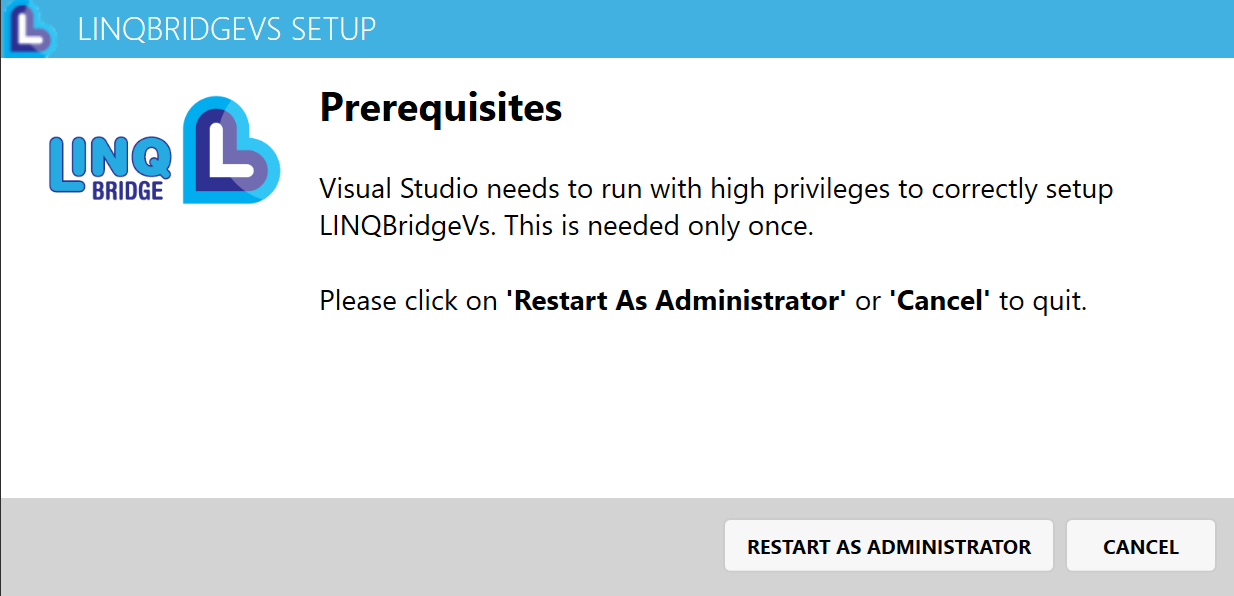 LINQBRIDGEVS SETUP
Prerequisites
LINQ
BRIDGE
Visual Studio needs to run with high privileges to correctly setup
LINQBridgeVs. This is needed only once.
Please click on 'Restart As Administrator' or 'Cancel' to quit.
RESTART AS ADMINISTRATOR
CANCEL